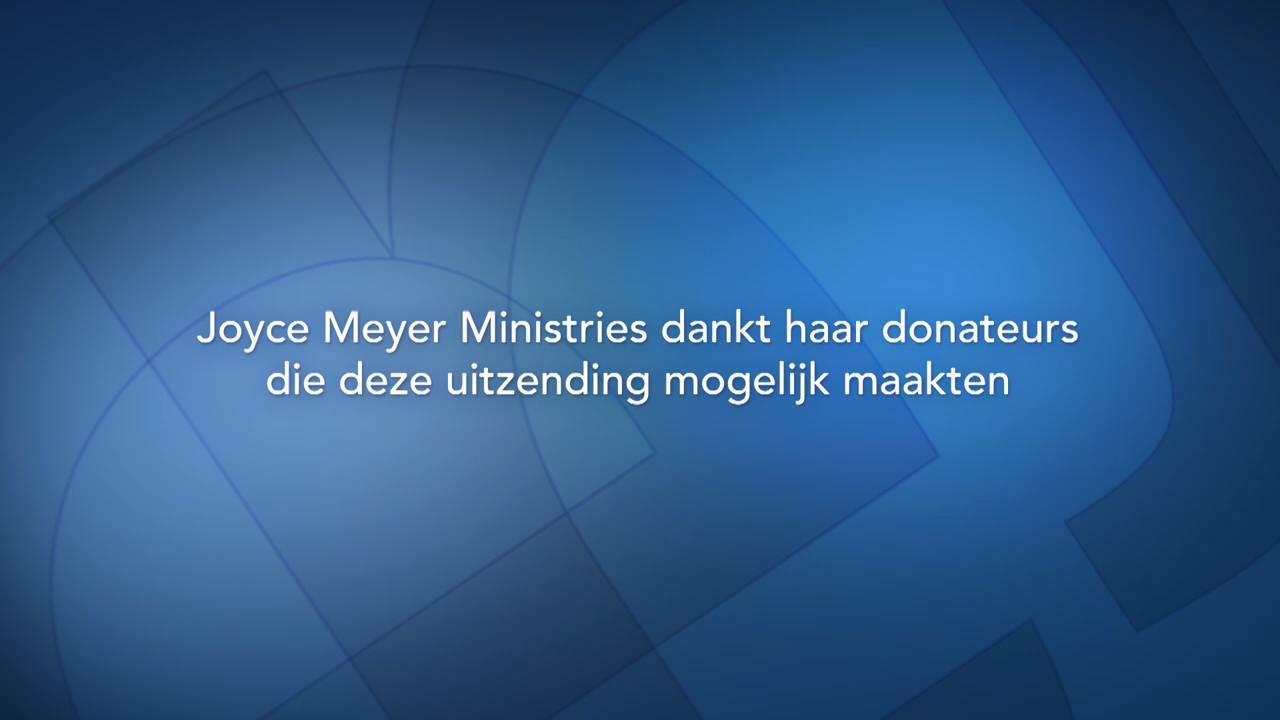 Joyce Meyer Ministries dankt haar donateurs
die deze uitzending mogelijk maakten